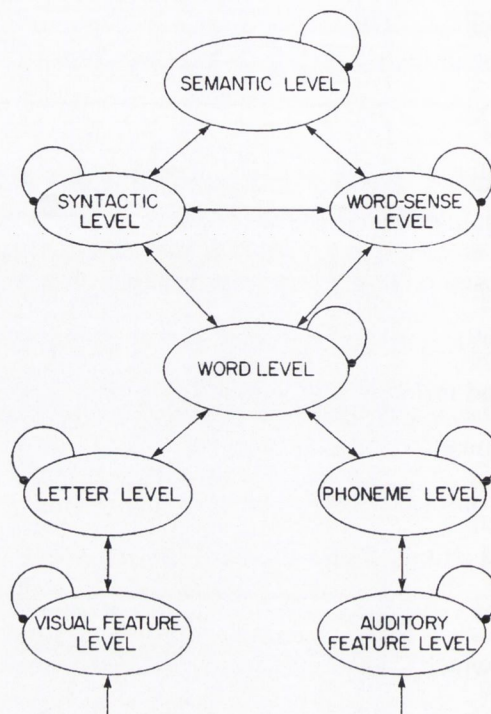 SEMANTIC LEVEL
SYNTACTIC
LEVEL
WORD-SENSE
LEVEL
WORD LEVEL
LETTER LEVEL
PHONEME LEVEL
VISUAL FEATURE
LEVEL
AUDITORY
FEATURE LEVEL